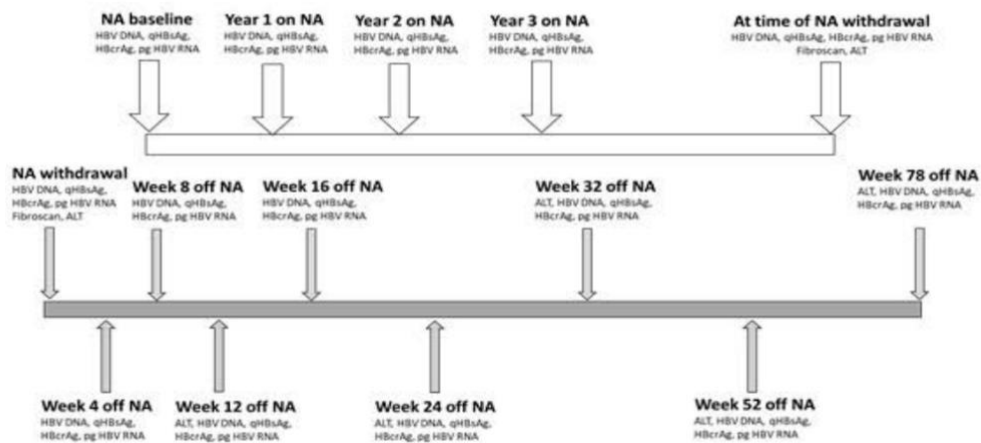 NA baseline
HBV DNA, qHBsAg,
HBcrAg, pg HBV RNA
Year 1 on NA
HBV DNA, qHBsAg,
HBcrAg, pg HBV RNA
Year 2 on NA
HBV DNA, qHBsAg,
HBcrAg, pg HBV RNA
Year 3 on NA
HBV DNA, qHBsAg,
HBcrAg, pg HBV RNA
At time of NA withdrawal
HBV DNA, qHBsAg, HBcrAg, pg HBV RNA
Fibroscan, ALT
NA withdrawal
HBV DNA, qHBsAg,
HBcrAg, pg HBV RNA
Fibroscan, ALT
Week 8 off NA
HBV DNA, qHBsAg,
HBcrAg, pg HBV RNA
Week 16 off NA
HBV DNA, qHBsAg,
HBcrAg, pg HBV RNA
Week 32 off NA
ALT, HBV DNA, qHBsAg,
HBcrAg, pg HBV RNA
Week 78 off NA
ALT, HBV DNA, qHBsAg,
HBcrAg, pg HBV RNA
Week 4 off NA
HBV DNA, qHBsAg,
HBcrAg, pg HBV RNA
Week 12 off NA
ALT, HBV DNA, qHBsAg,
HBcrAg, pg HBV RNA
Week 24 off NA
ALT, HBV DNA, qHBsAg,
HBcrAg, pg HBV RNA
Week 52 off NA
ALT, HBV DNA, qHBsAg,
HBcrAg, pg HBV RNA